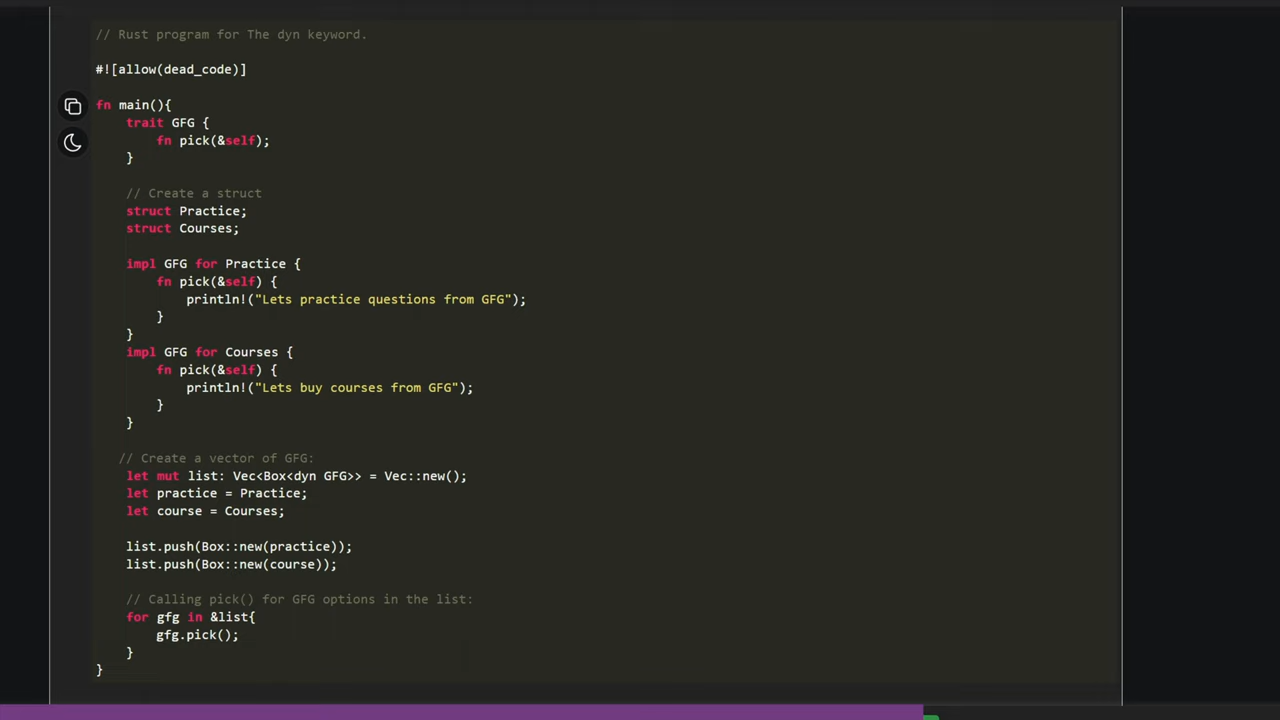 // Rust program for The dyn keyword.
#![allow(dead_code)]
fn main(){
    trait GFG {
        fn pick(&self);
    }
    // Create a struct
    struct Practice;
    struct Courses;
    impl GFG for Practice {
        fn pick(&self) {
            println!("Lets practice questions from GFG");
        }
    }
    impl GFG for Courses {
        fn pick(&self) {
            println!("Lets buy courses from GFG");
        }
    }
   // Create a vector of GFG:
    let mut list: Vec<Box<dyn GFG>> = Vec::new();
    let practice = Practice;
    let course = Courses;
    list.push(Box::new(practice));
    list.push(Box::new(course));
    // Calling pick() for GFG options in the list:
    for gfg in &list{
        gfg.pick();
    }
}